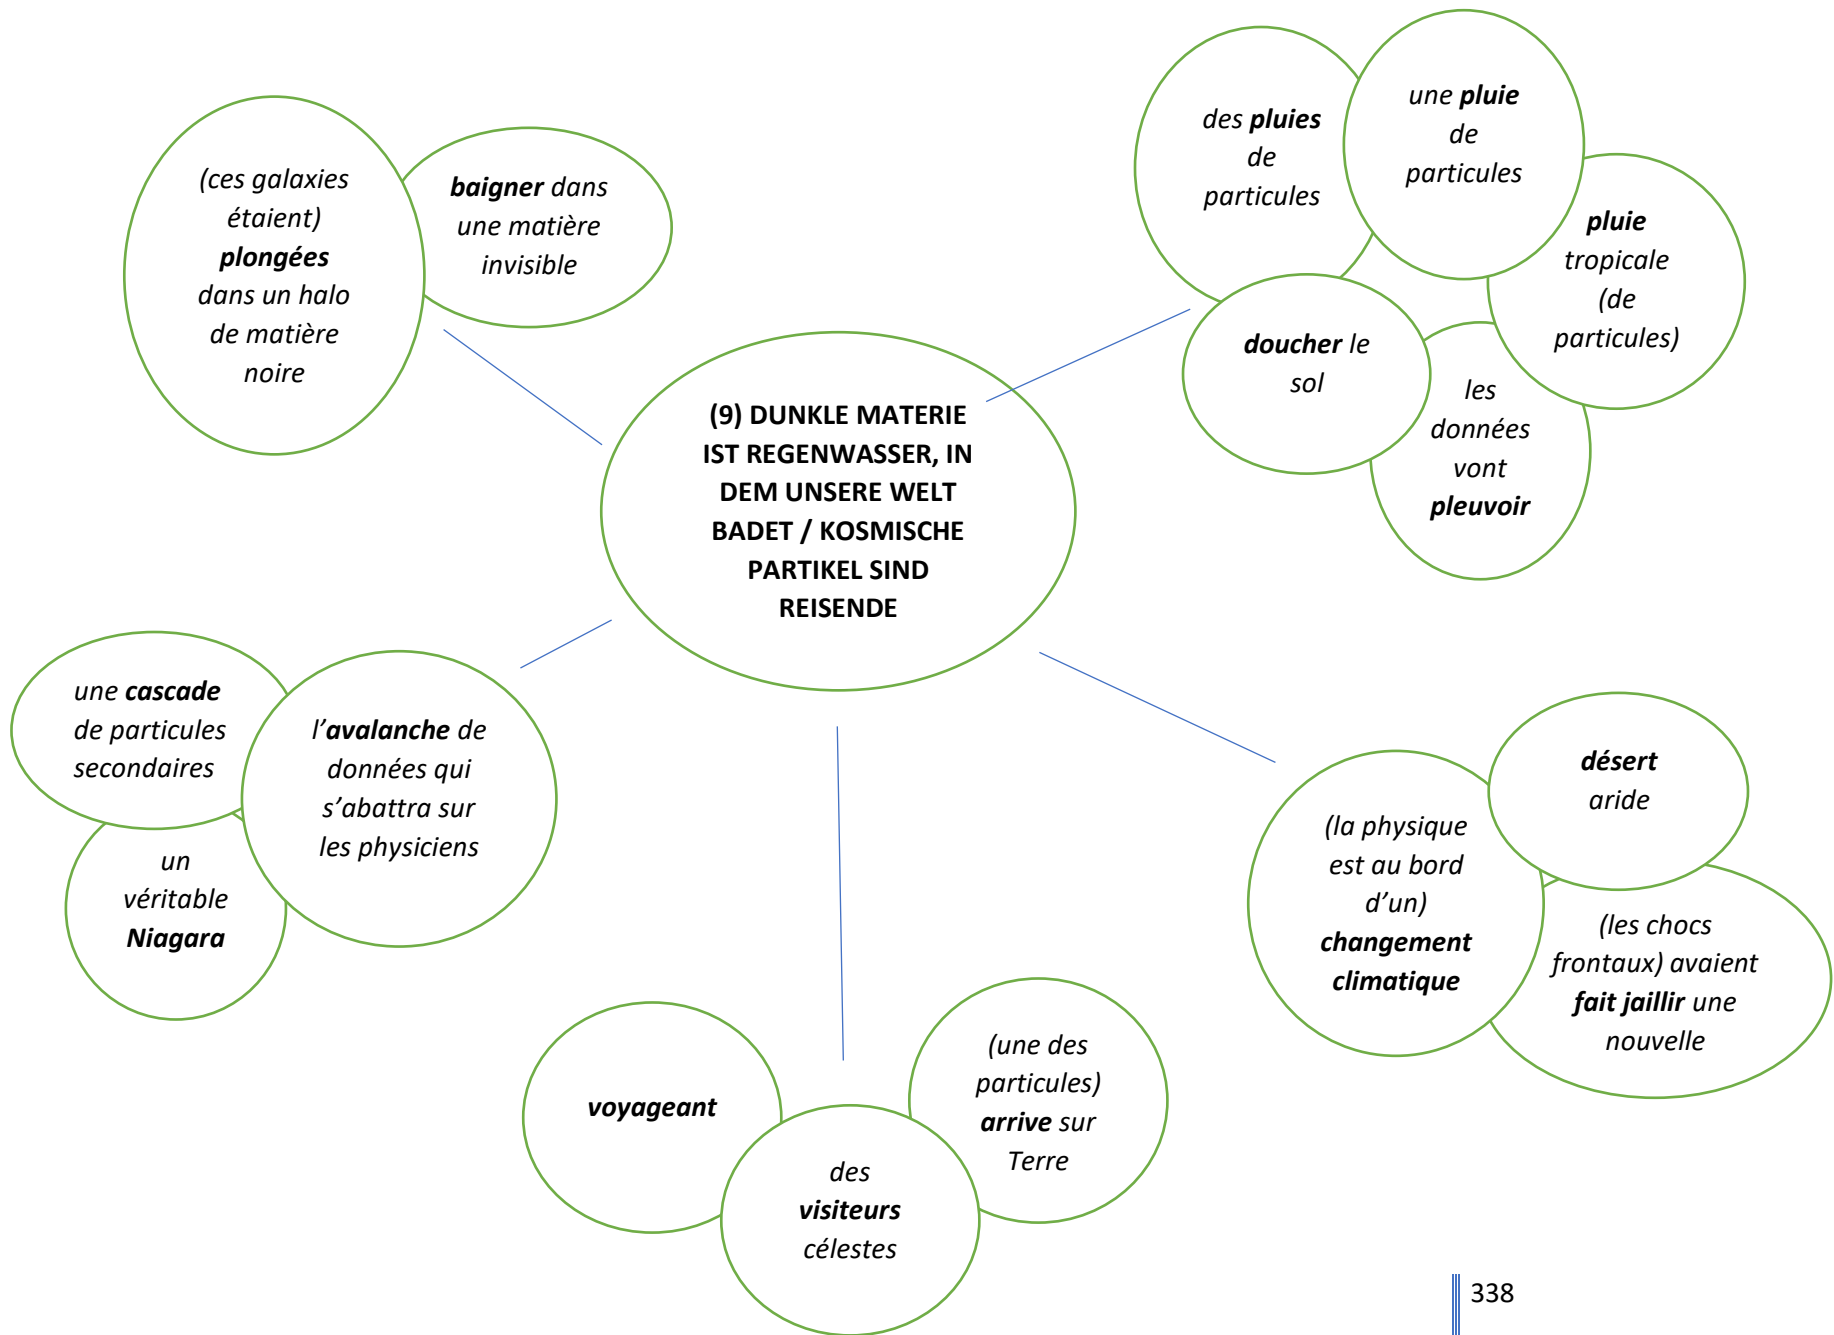 (ces galaxies
étaient)
plongées
dans un halo
de matière
noire
baigner dans
une matière
invisible
des pluies
de
particules
une pluie
de
particules
pluie
tropicale
(de
particules)
doucher le
sol
les
données
vont
pleuvoir
(9) DUNKLE MATERIE
IST REGENWASSER, IN
DEM UNSERE WELT
BADET / KOSMISCHE
PARTIKEL SIND
REISENDE
une cascade
de particules
secondaires
l’avalanche de
données qui
s’abattra sur
les physiciens
un
véritable
Niagara
désert
aride
(la physique
est au bord
d’un)
changement
climatique
(les chocs
frontaux) avaient
fait jaillir une
nouvelle
voyageant
des
visiteurs
célestes
(une des
particules)
arrive sur
Terre
338